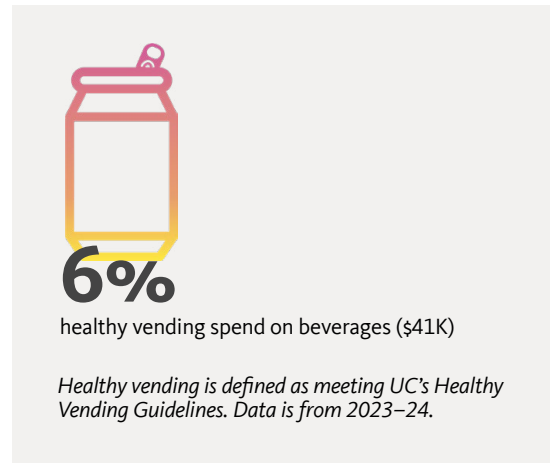 6%
healthy vending spend on beverages ($41K)
Healthy vending is defined as meeting UC's Healthy
Vending Guidelines. Data is from 2023–24.